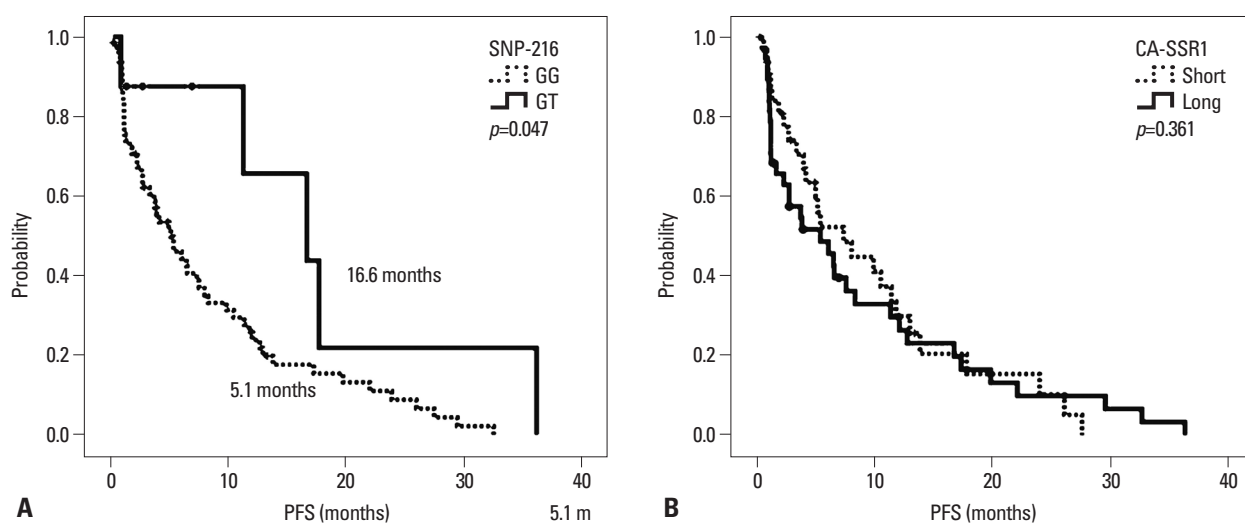 SNP-216
GG
GT
p=0.047
1.0
0.8
0.6
0.4
0.2
0.0
Probability
16.6 months
5.1 months
0 10 20 30 40
PFS (months)
5.1 m
A
CA-SSR1
Short
Long
p=0.361
1.0
0.8
0.6
0.4
0.2
0.0
Probability
0 10 20 30 40
PFS (months)
B